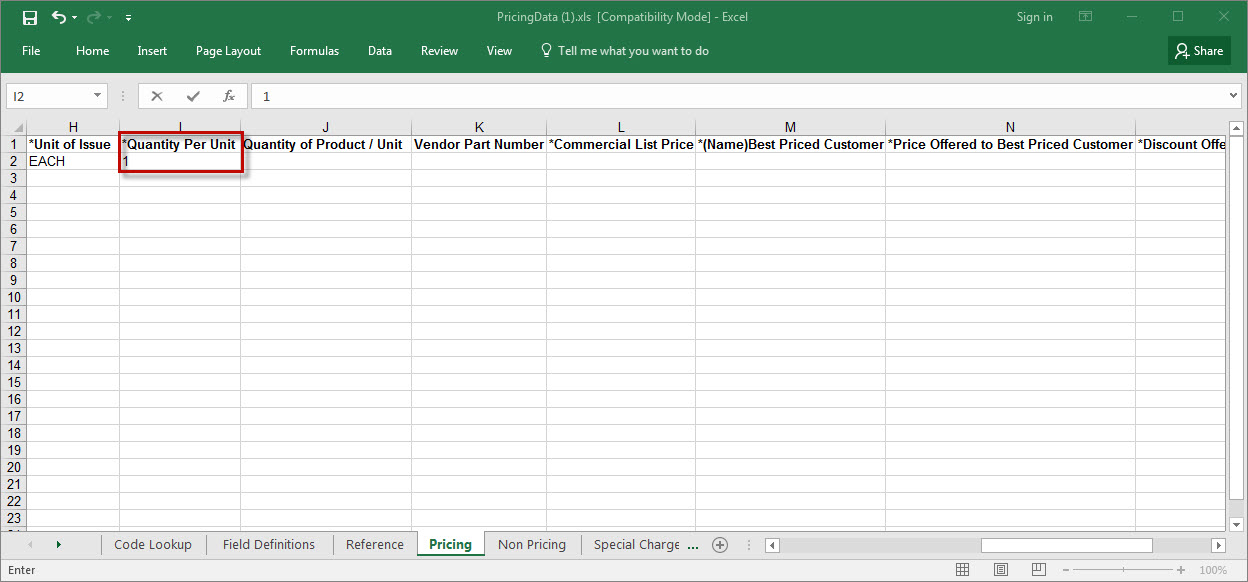 PricingData (1).xls [Compatibility Mode] - Excel
Sign in
File Home Insert Page Layout Formulas Data Review View Tell me what you want to do Share
I2 fx 1
H I J K L M N
1 *Unit of Issue *Quantity Per Unit Quantity of Product / Unit Vendor Part Number *Commercial List Price *(Name)Best Priced Customer *Price Offered to Best Priced Customer *Discount Offe
2 EACH 1
3
4
5
6
7
8
9
10
11
12
13
14
15
16
17
18
19
20
21
22
23
Code Lookup Field Definitions Reference Pricing Non Pricing Special Charge ...
Enter 100%